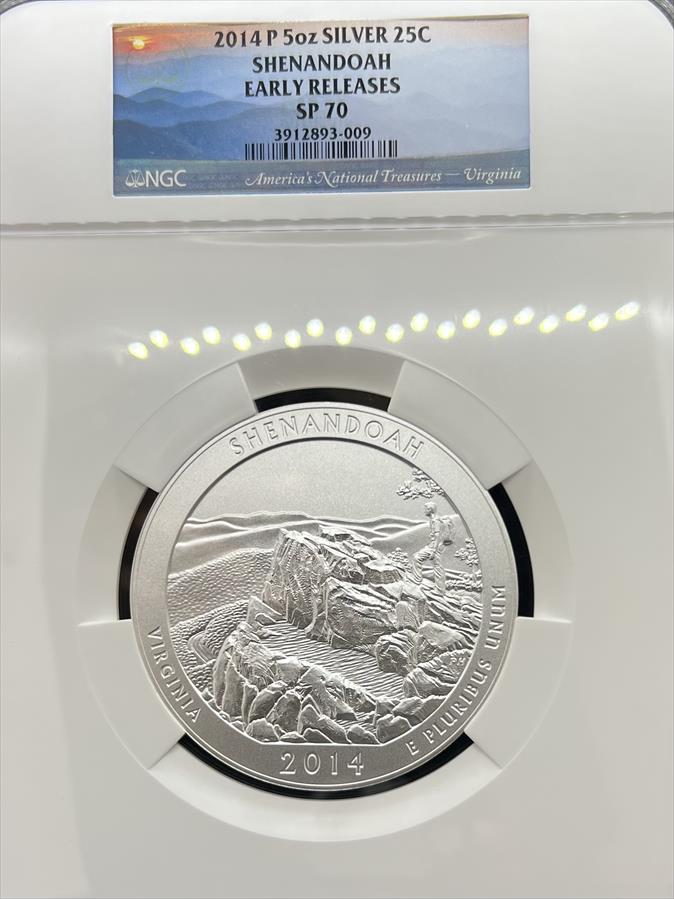 2014 P 5oz SILVER 25C
SHENANDOAH
EARLY RELEASES
SP 70
3912893-009
NGC
America's National Treasures — Virginia
SHENANDOAH
VIRGINIA
2014
E PLURIBUS UNUM